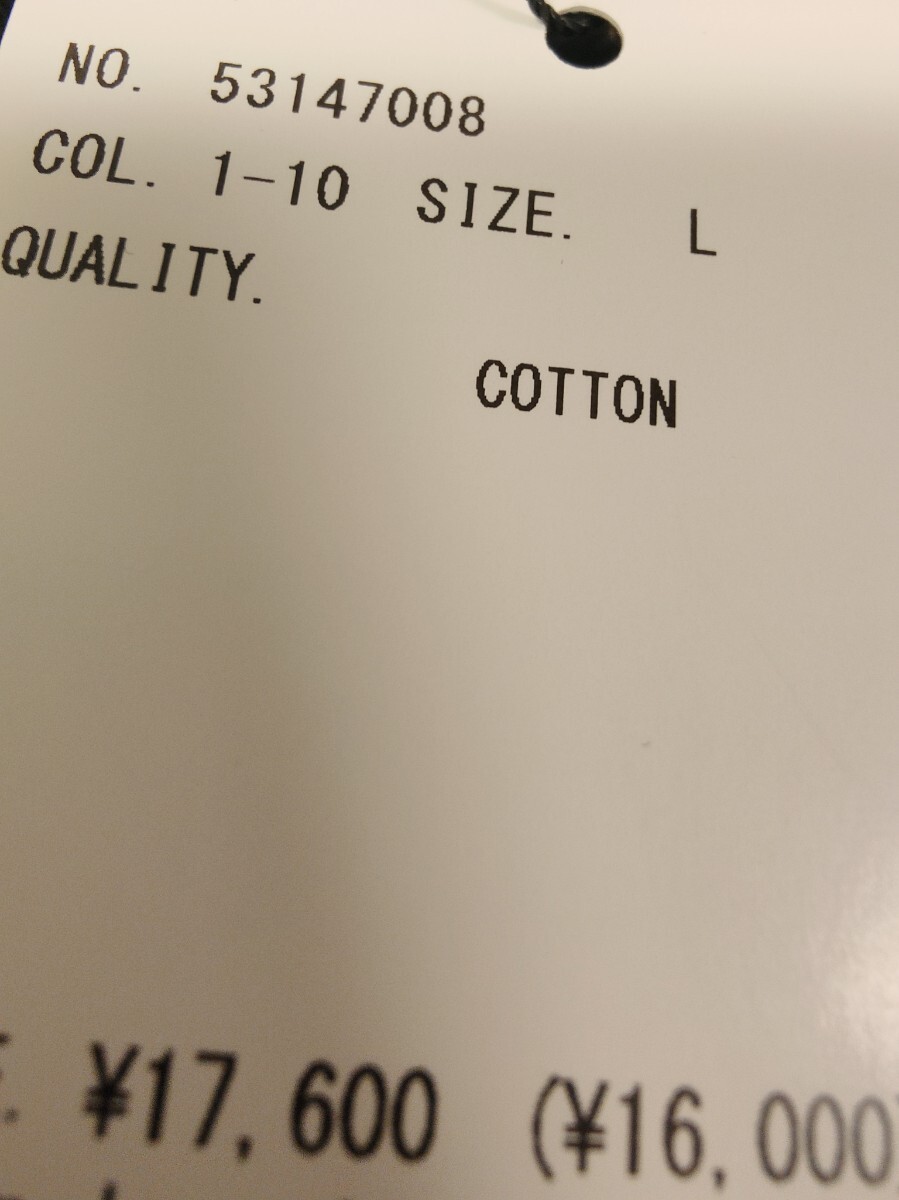 NO. 53147008
COL. 1-10 SIZE. L
QUALITY.
COTTON
¥17,600 (¥16,000)